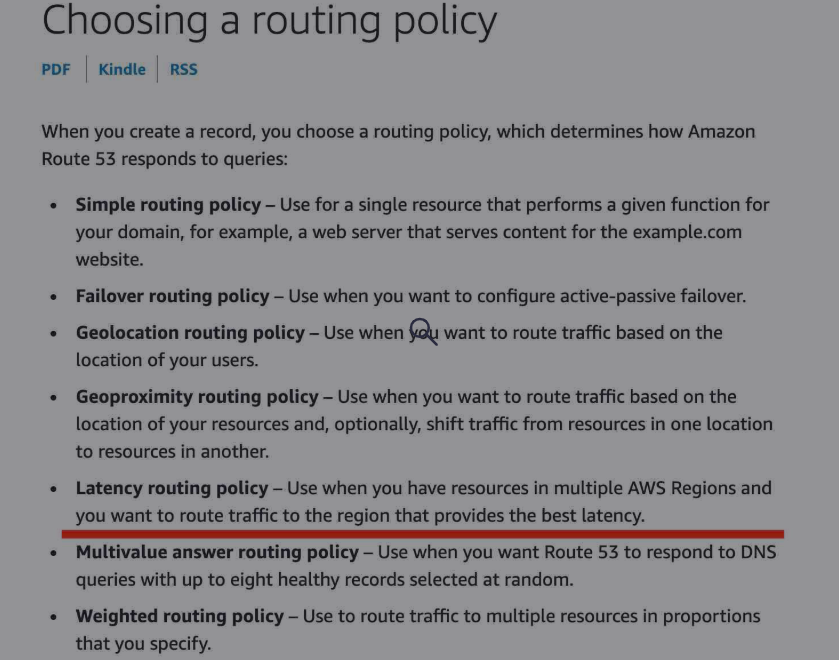 Choosing a routing policy
PDF | Kindle | RSS
When you create a record, you choose a routing policy, which determines how Amazon
Route 53 responds to queries:
• Simple routing policy – Use for a single resource that performs a given function for
your domain, for example, a web server that serves content for the example.com
website.
• Failover routing policy – Use when you want to configure active-passive failover.
• Geolocation routing policy – Use when you want to route traffic based on the
location of your users.
• Geoproximity routing policy – Use when you want to route traffic based on the
location of your resources and, optionally, shift traffic from resources in one location
to resources in another.
• Latency routing policy – Use when you have resources in multiple AWS Regions and
you want to route traffic to the region that provides the best latency.
• Multivalue answer routing policy – Use when you want Route 53 to respond to DNS
queries with up to eight healthy records selected at random.
• Weighted routing policy – Use to route traffic to multiple resources in proportions
that you specify.